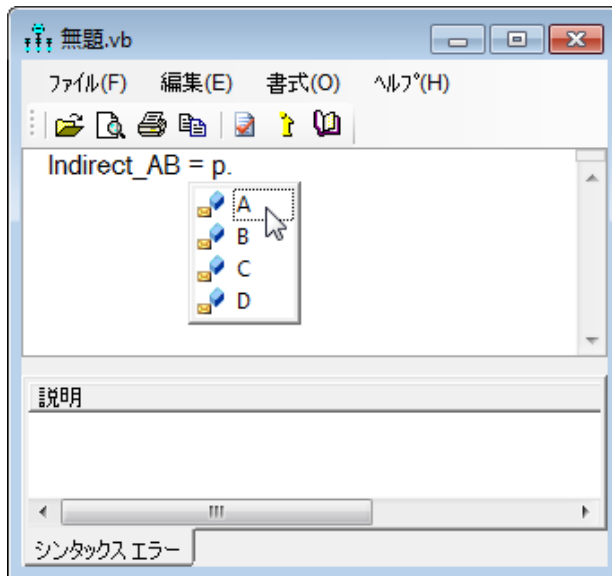 無題.vb
ﾌｧｲﾙ(F) 編集(E) 書式(O) ﾍﾙﾌﾟ(H)
Indirect_AB = p.
A
B
C
D
説明
シンタックス エラー